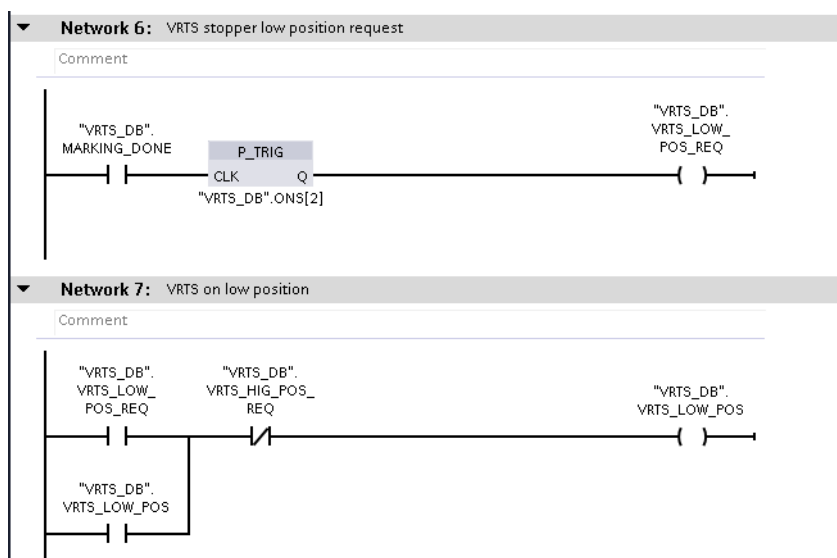 Network 6: VRTS stopper low position request
Comment
"VRTS_DB".
MARKING_DONE
P_TRIG
CLK Q
"VRTS_DB".ONS[2]
"VRTS_DB".
VRTS_LOW_
POS_REQ
Network 7: VRTS on low position
Comment
"VRTS_DB".
VRTS_LOW_
POS_REQ
"VRTS_DB".
VRTS_HIG_POS_
REQ
"VRTS_DB".
VRTS_LOW_POS
"VRTS_DB".
VRTS_LOW_POS